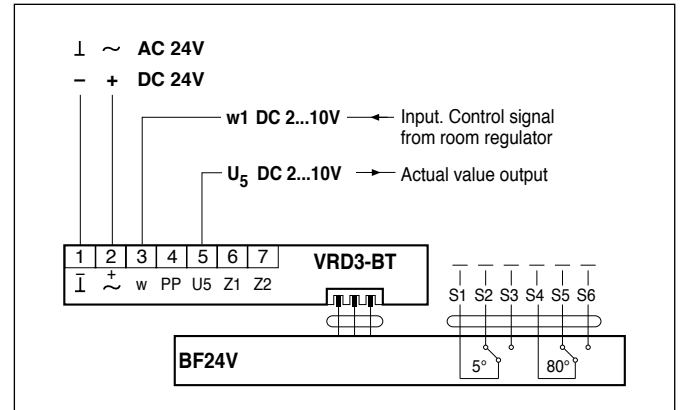 ⊥ ~ AC 24V
– + DC 24V
w1 DC 2...10V Input. Control signal
from room regulator
U5 DC 2...10V Actual value output
1 2 3 4 5 6 7 VRD3-BT
⊥ – ~ + w PP U5 Z1 Z2
S1 S2 S3 S4 S5 S6
BF24V 5° 80°